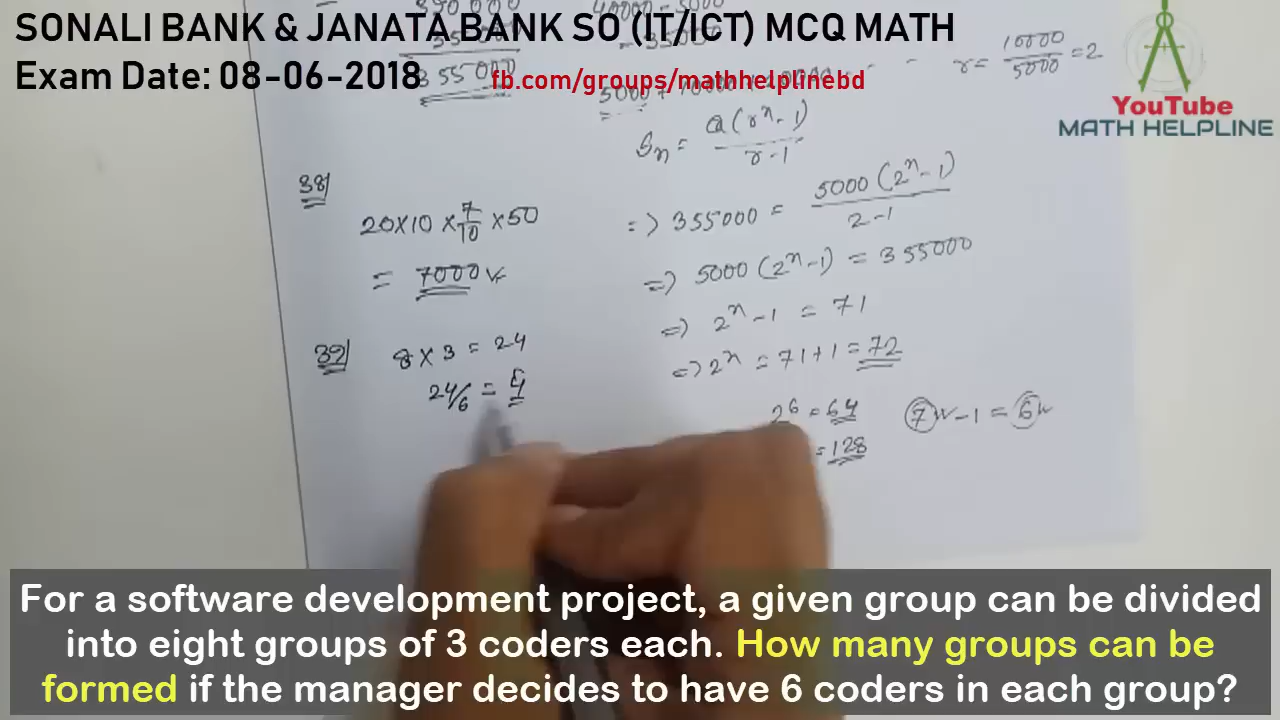 SONALI BANK & JANATA BANK SO (IT/ICT) MCQ MATH
Exam Date: 08-06-2018
fb.com/groups/mathhelplinebd
YouTube
MATH HELPLINE
355000
r = 10000/5000 = 2
Sn = a(r^n - 1)/r - 1
38)
20×10 × 7/10 × 50
= 7000
=> 355000 = 5000(2^n - 1)/2 - 1
=> 5000(2^n - 1) = 355000
=> 2^n - 1 = 71
=> 2^n = 71 + 1 = 72
39)
8 × 3 = 24
24/6 = 4
2^6 = 64
= 128
7 - 1 = 6
For a software development project, a given group can be divided
into eight groups of 3 coders each. How many groups can be
formed if the manager decides to have 6 coders in each group?